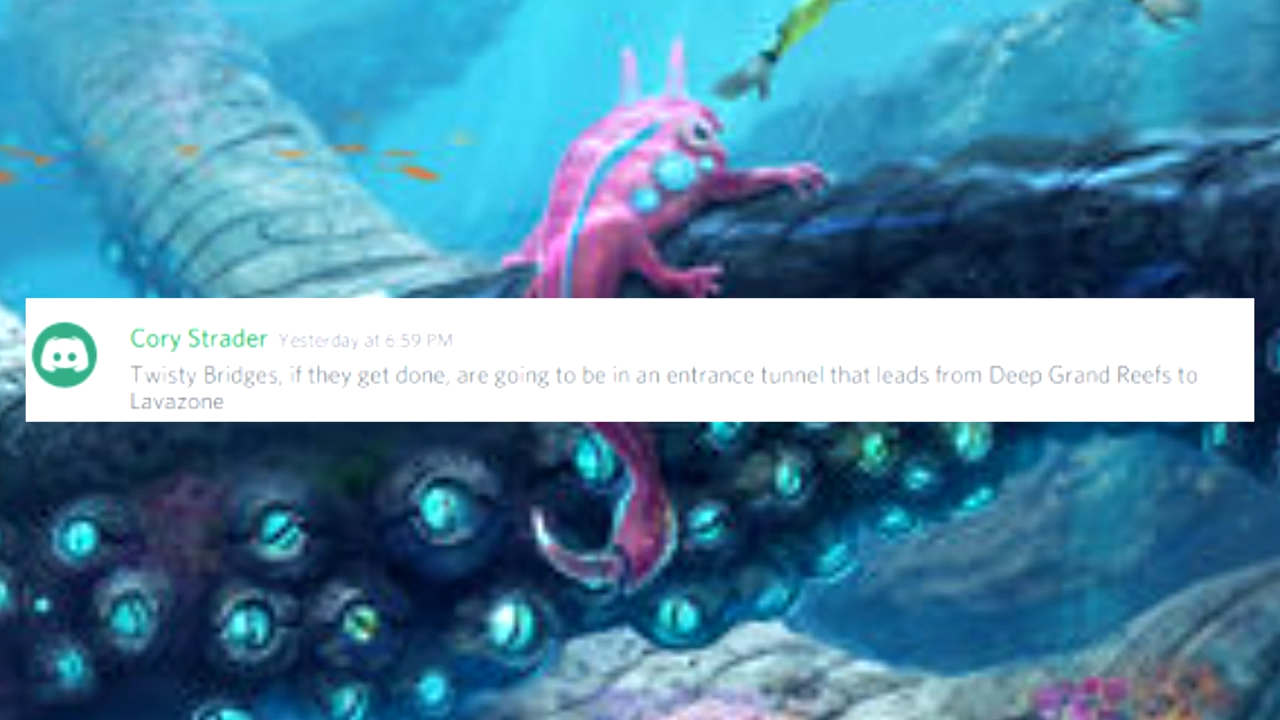 Cory Strader Yesterday at 6:59 PM
Twisty Bridges, if they get done, are going to be in an entrance tunnel that leads from Deep Grand Reefs to
Lavazone